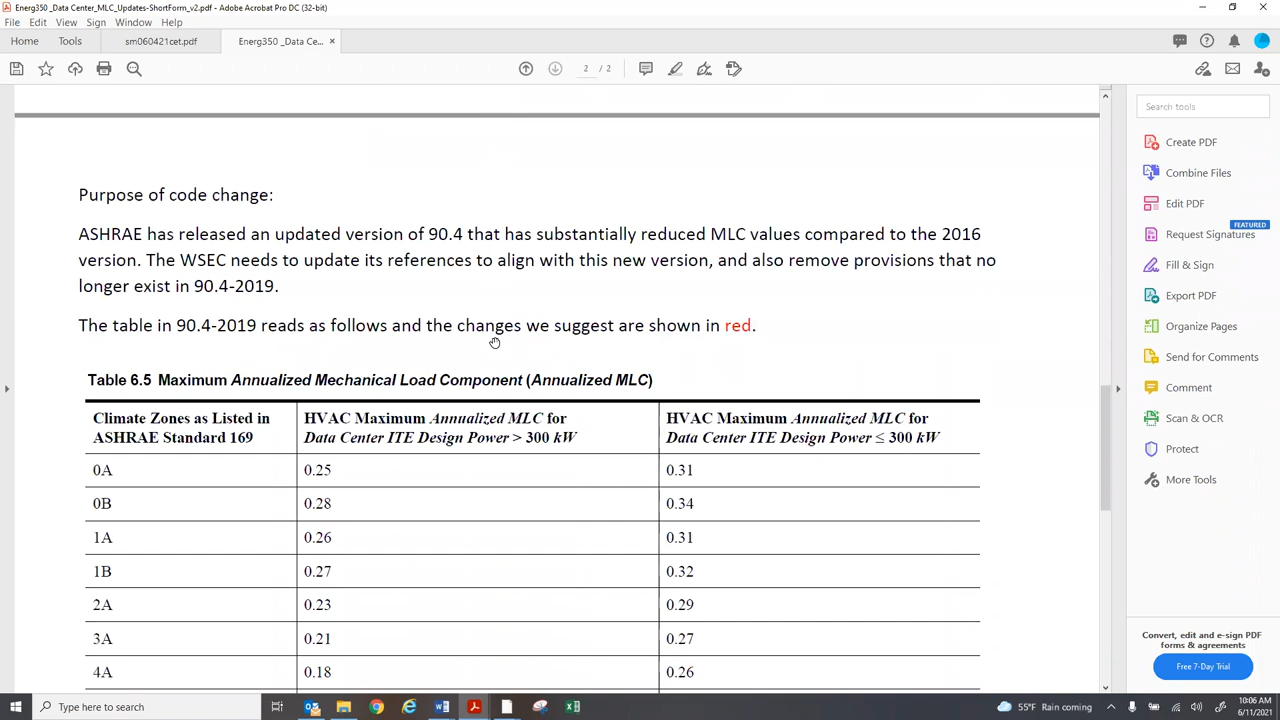 Energ350 _Data Center_MLC_Updates-ShortForm_v2.pdf - Adobe Acrobat Pro DC (32-bit)
File Edit View Sign Window Help
Home Tools sm060421cet.pdf Energ350 _Data Ce... ×
2 / 2
Search tools
Create PDF
Combine Files
Edit PDF
FEATURED
Request Signatures
Fill & Sign
Export PDF
Organize Pages
Send for Comments
Comment
Scan & OCR
Protect
More Tools
Convert, edit and e-sign PDF
forms & agreements
Free 7-Day Trial
Purpose of code change:
ASHRAE has released an updated version of 90.4 that has substantially reduced MLC values compared to the 2016
version. The WSEC needs to update its references to align with this new version, and also remove provisions that no
longer exist in 90.4-2019.
The table in 90.4-2019 reads as follows and the changes we suggest are shown in red.
Table 6.5 Maximum Annualized Mechanical Load Component (Annualized MLC)
Climate Zones as Listed in HVAC Maximum Annualized MLC for HVAC Maximum Annualized MLC for
ASHRAE Standard 169 Data Center ITE Design Power > 300 kW Data Center ITE Design Power ≤ 300 kW
0A 0.25 0.31
0B 0.28 0.34
1A 0.26 0.31
1B 0.27 0.32
2A 0.23 0.29
3A 0.21 0.27
4A 0.18 0.26
Type here to search
55°F Rain coming
10:06 AM
6/11/2021